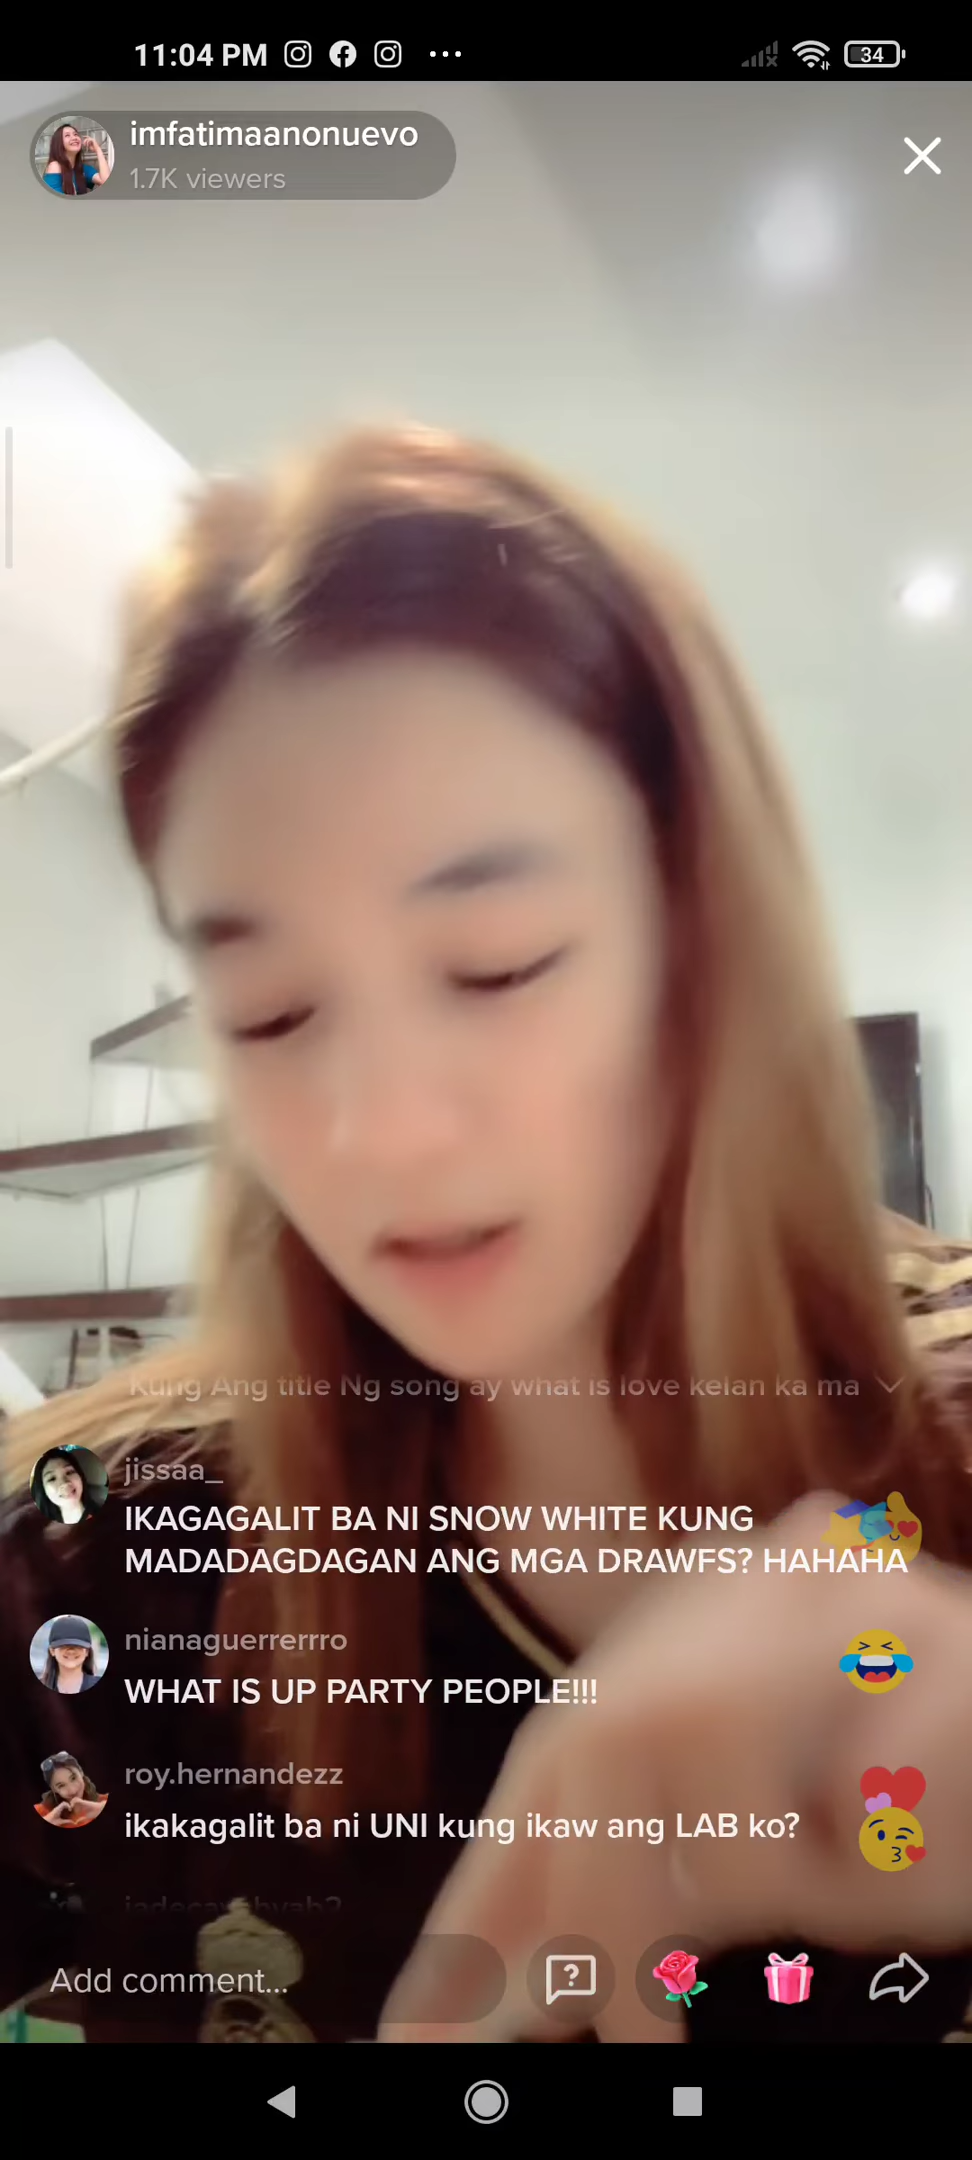 11:04 PM
34
imfatimaanonuevo
1.7K viewers
Kung Ang title Ng song ay what is love kelan ka ma
jissaa_
IKAGAGALIT BA NI SNOW WHITE KUNG
MADADAGDAGAN ANG MGA DRAWFS? HAHAHA
nianaguerrerrro
WHAT IS UP PARTY PEOPLE!!!
roy.hernandezz
ikakagalit ba ni UNI kung ikaw ang LAB ko?
Add comment...